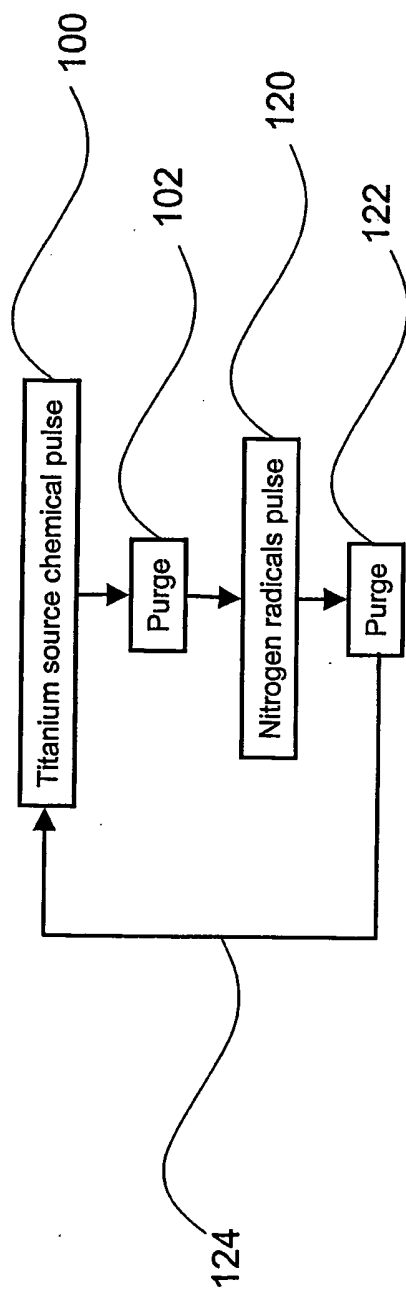 Titanium source chemical pulse
100
Purge
102
Nitrogen radicals pulse
120
Purge
122
124